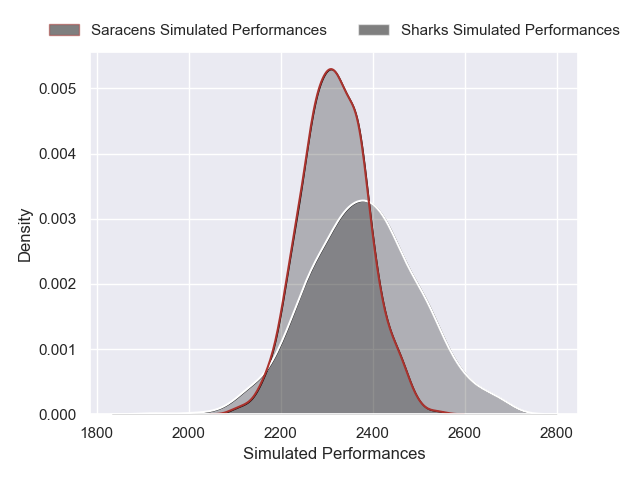 Saracens Simulated Performances Sharks Simulated Performances
0.005
0.004
0.003
0.002
0.001
0.000
Density
1800 2000 2200 2400 2600 2800
Simulated Performances